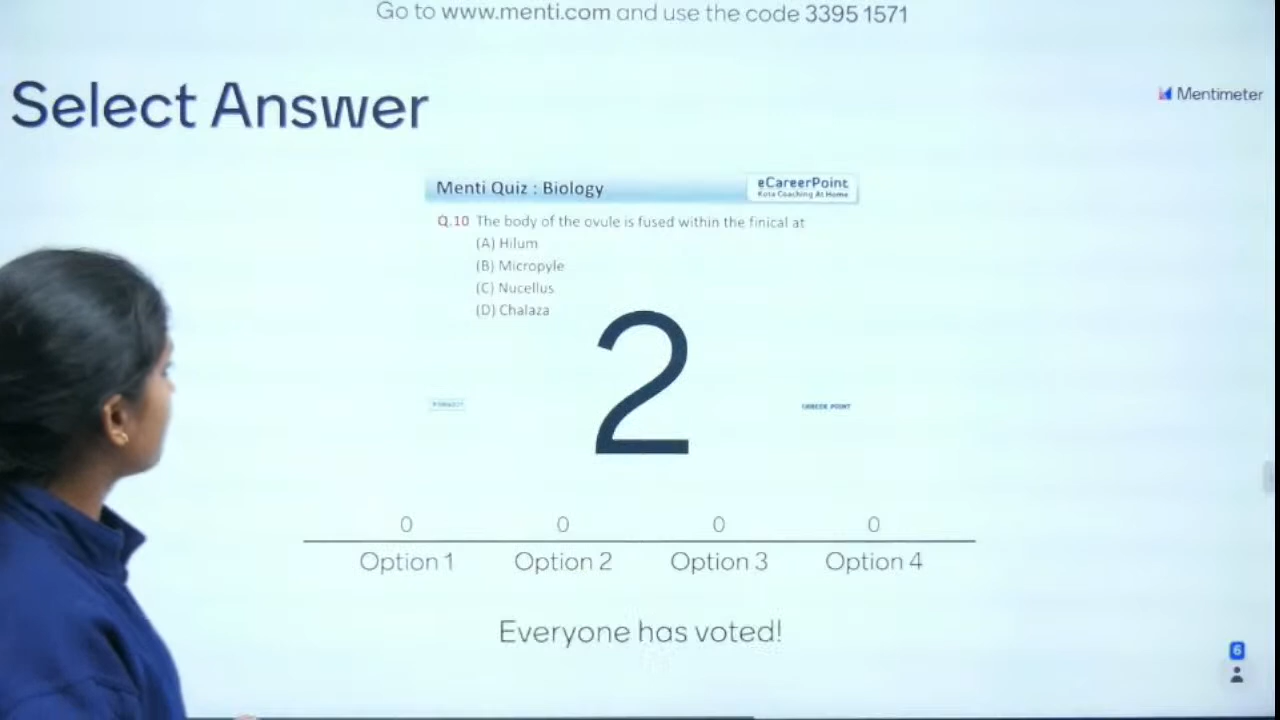 Go to www.menti.com and use the code 3395 1571
Select Answer
Mentimeter
Menti Quiz : Biology
eCareerPoint
Kota Coaching At Home
Q.10 The body of the ovule is fused within the finical at
(A) Hilum
(B) Micropyle
(C) Nucellus
(D) Chalaza
2
CAREER POINT
0 0 0 0
Option 1 Option 2 Option 3 Option 4
Everyone has voted!
6